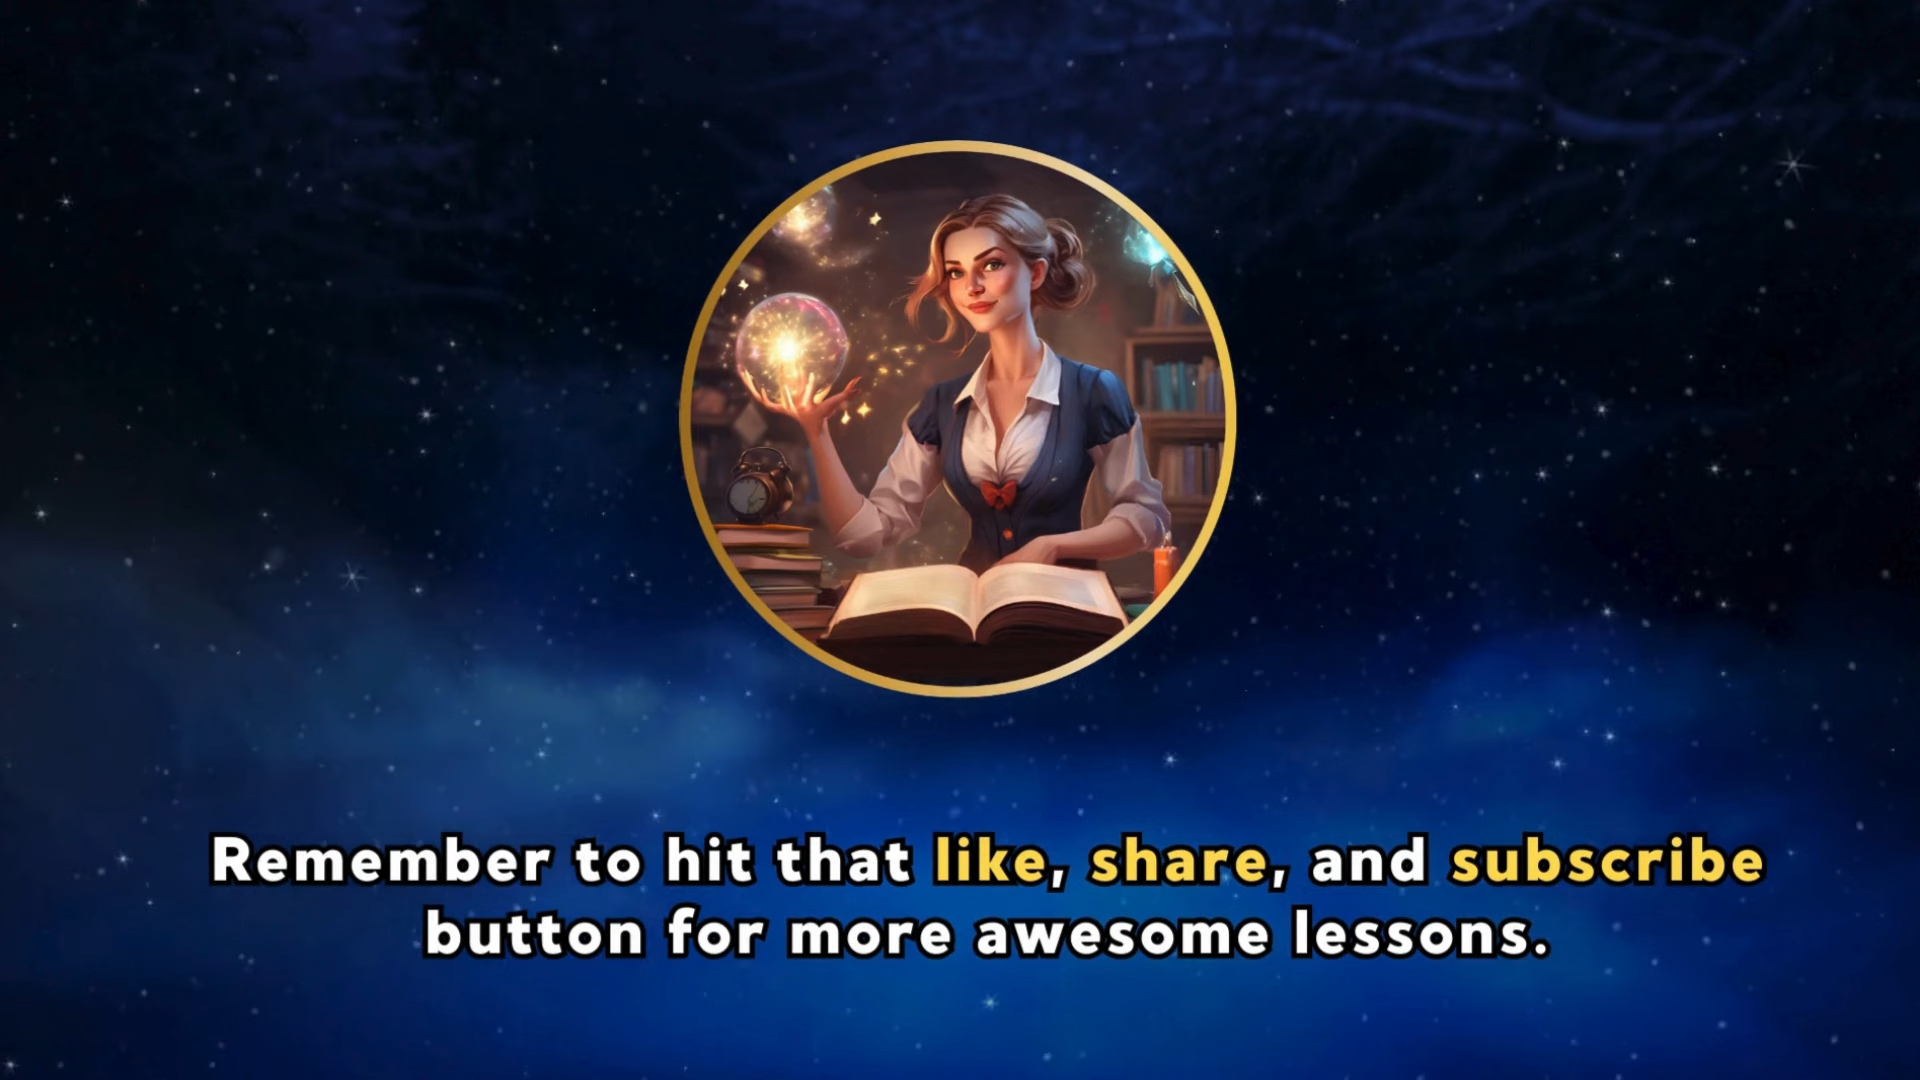 Remember to hit that like, share, and subscribe
button for more awesome lessons.